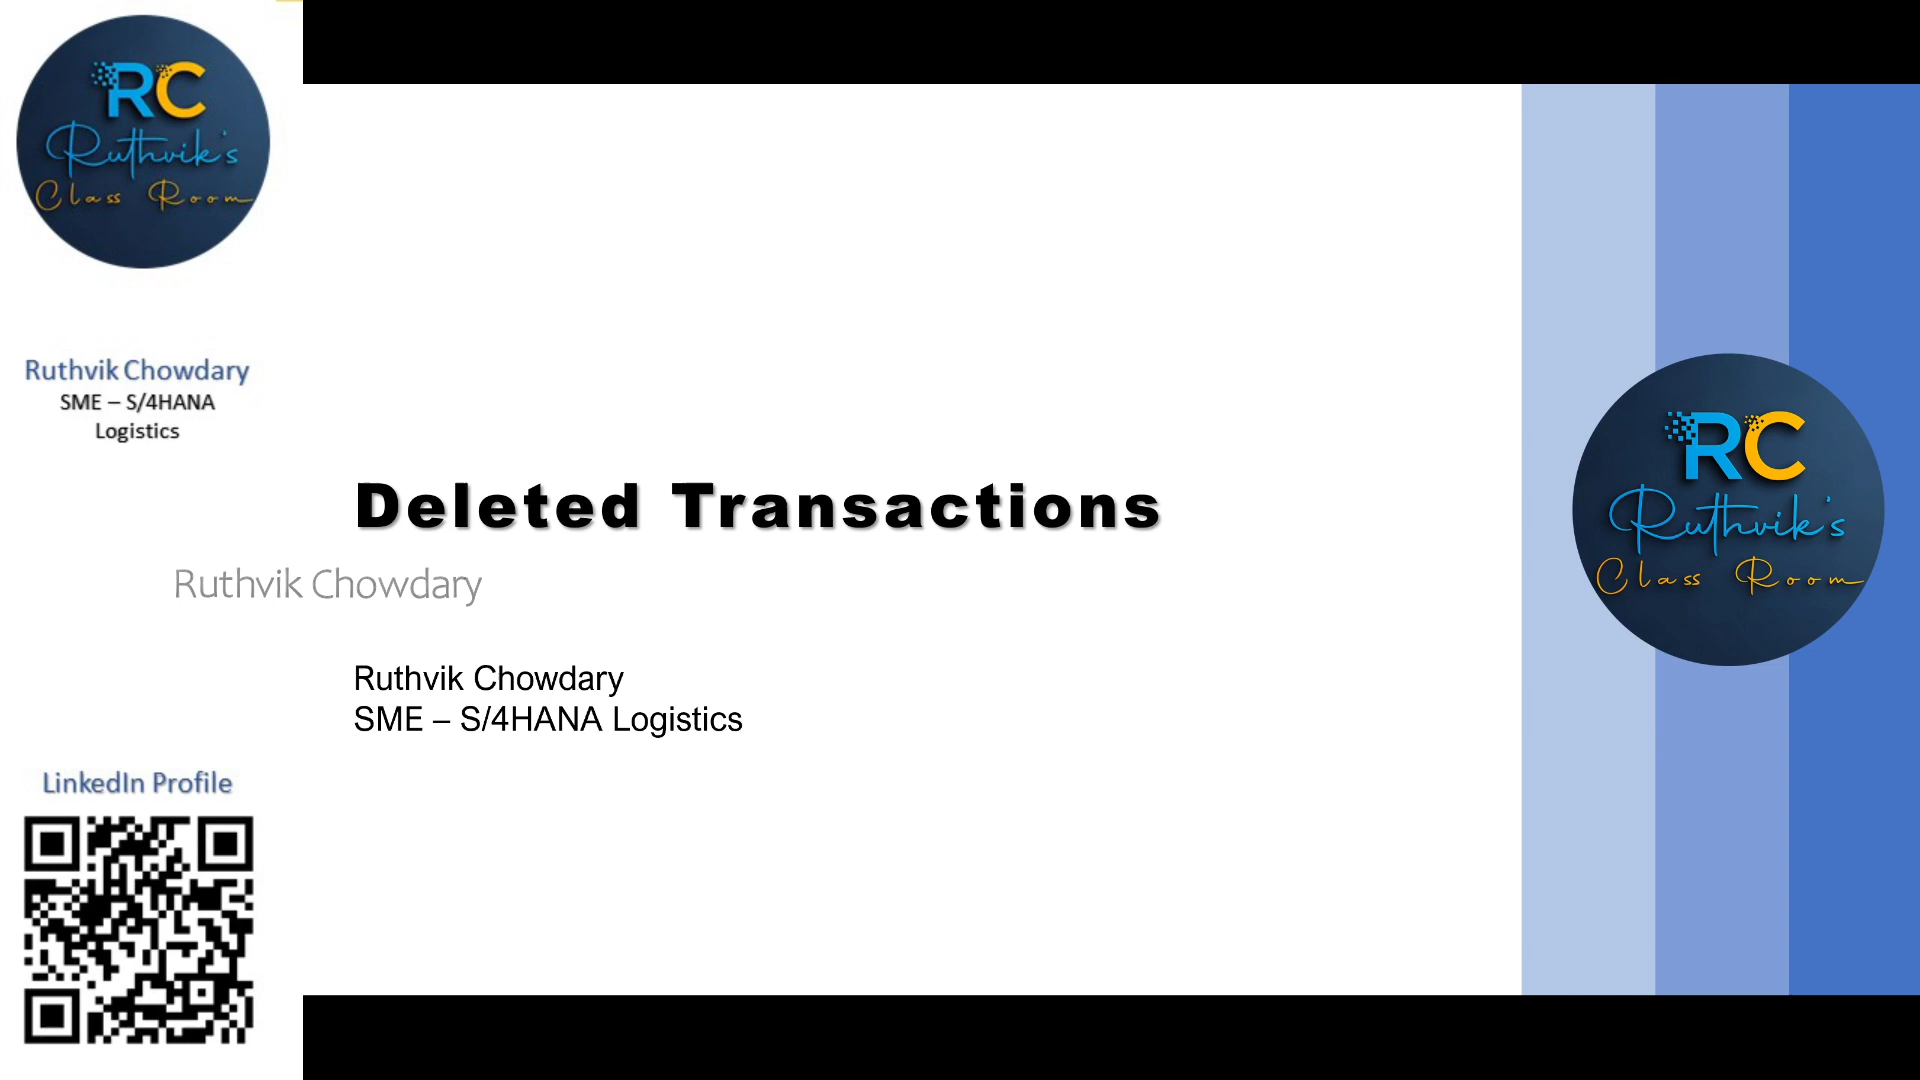 RC
Ruthvik's
Class Room
Ruthvik Chowdary
SME – S/4HANA
Logistics
Deleted Transactions
Ruthvik Chowdary
Ruthvik Chowdary
SME – S/4HANA Logistics
LinkedIn Profile
RC
Ruthvik's
Class Room